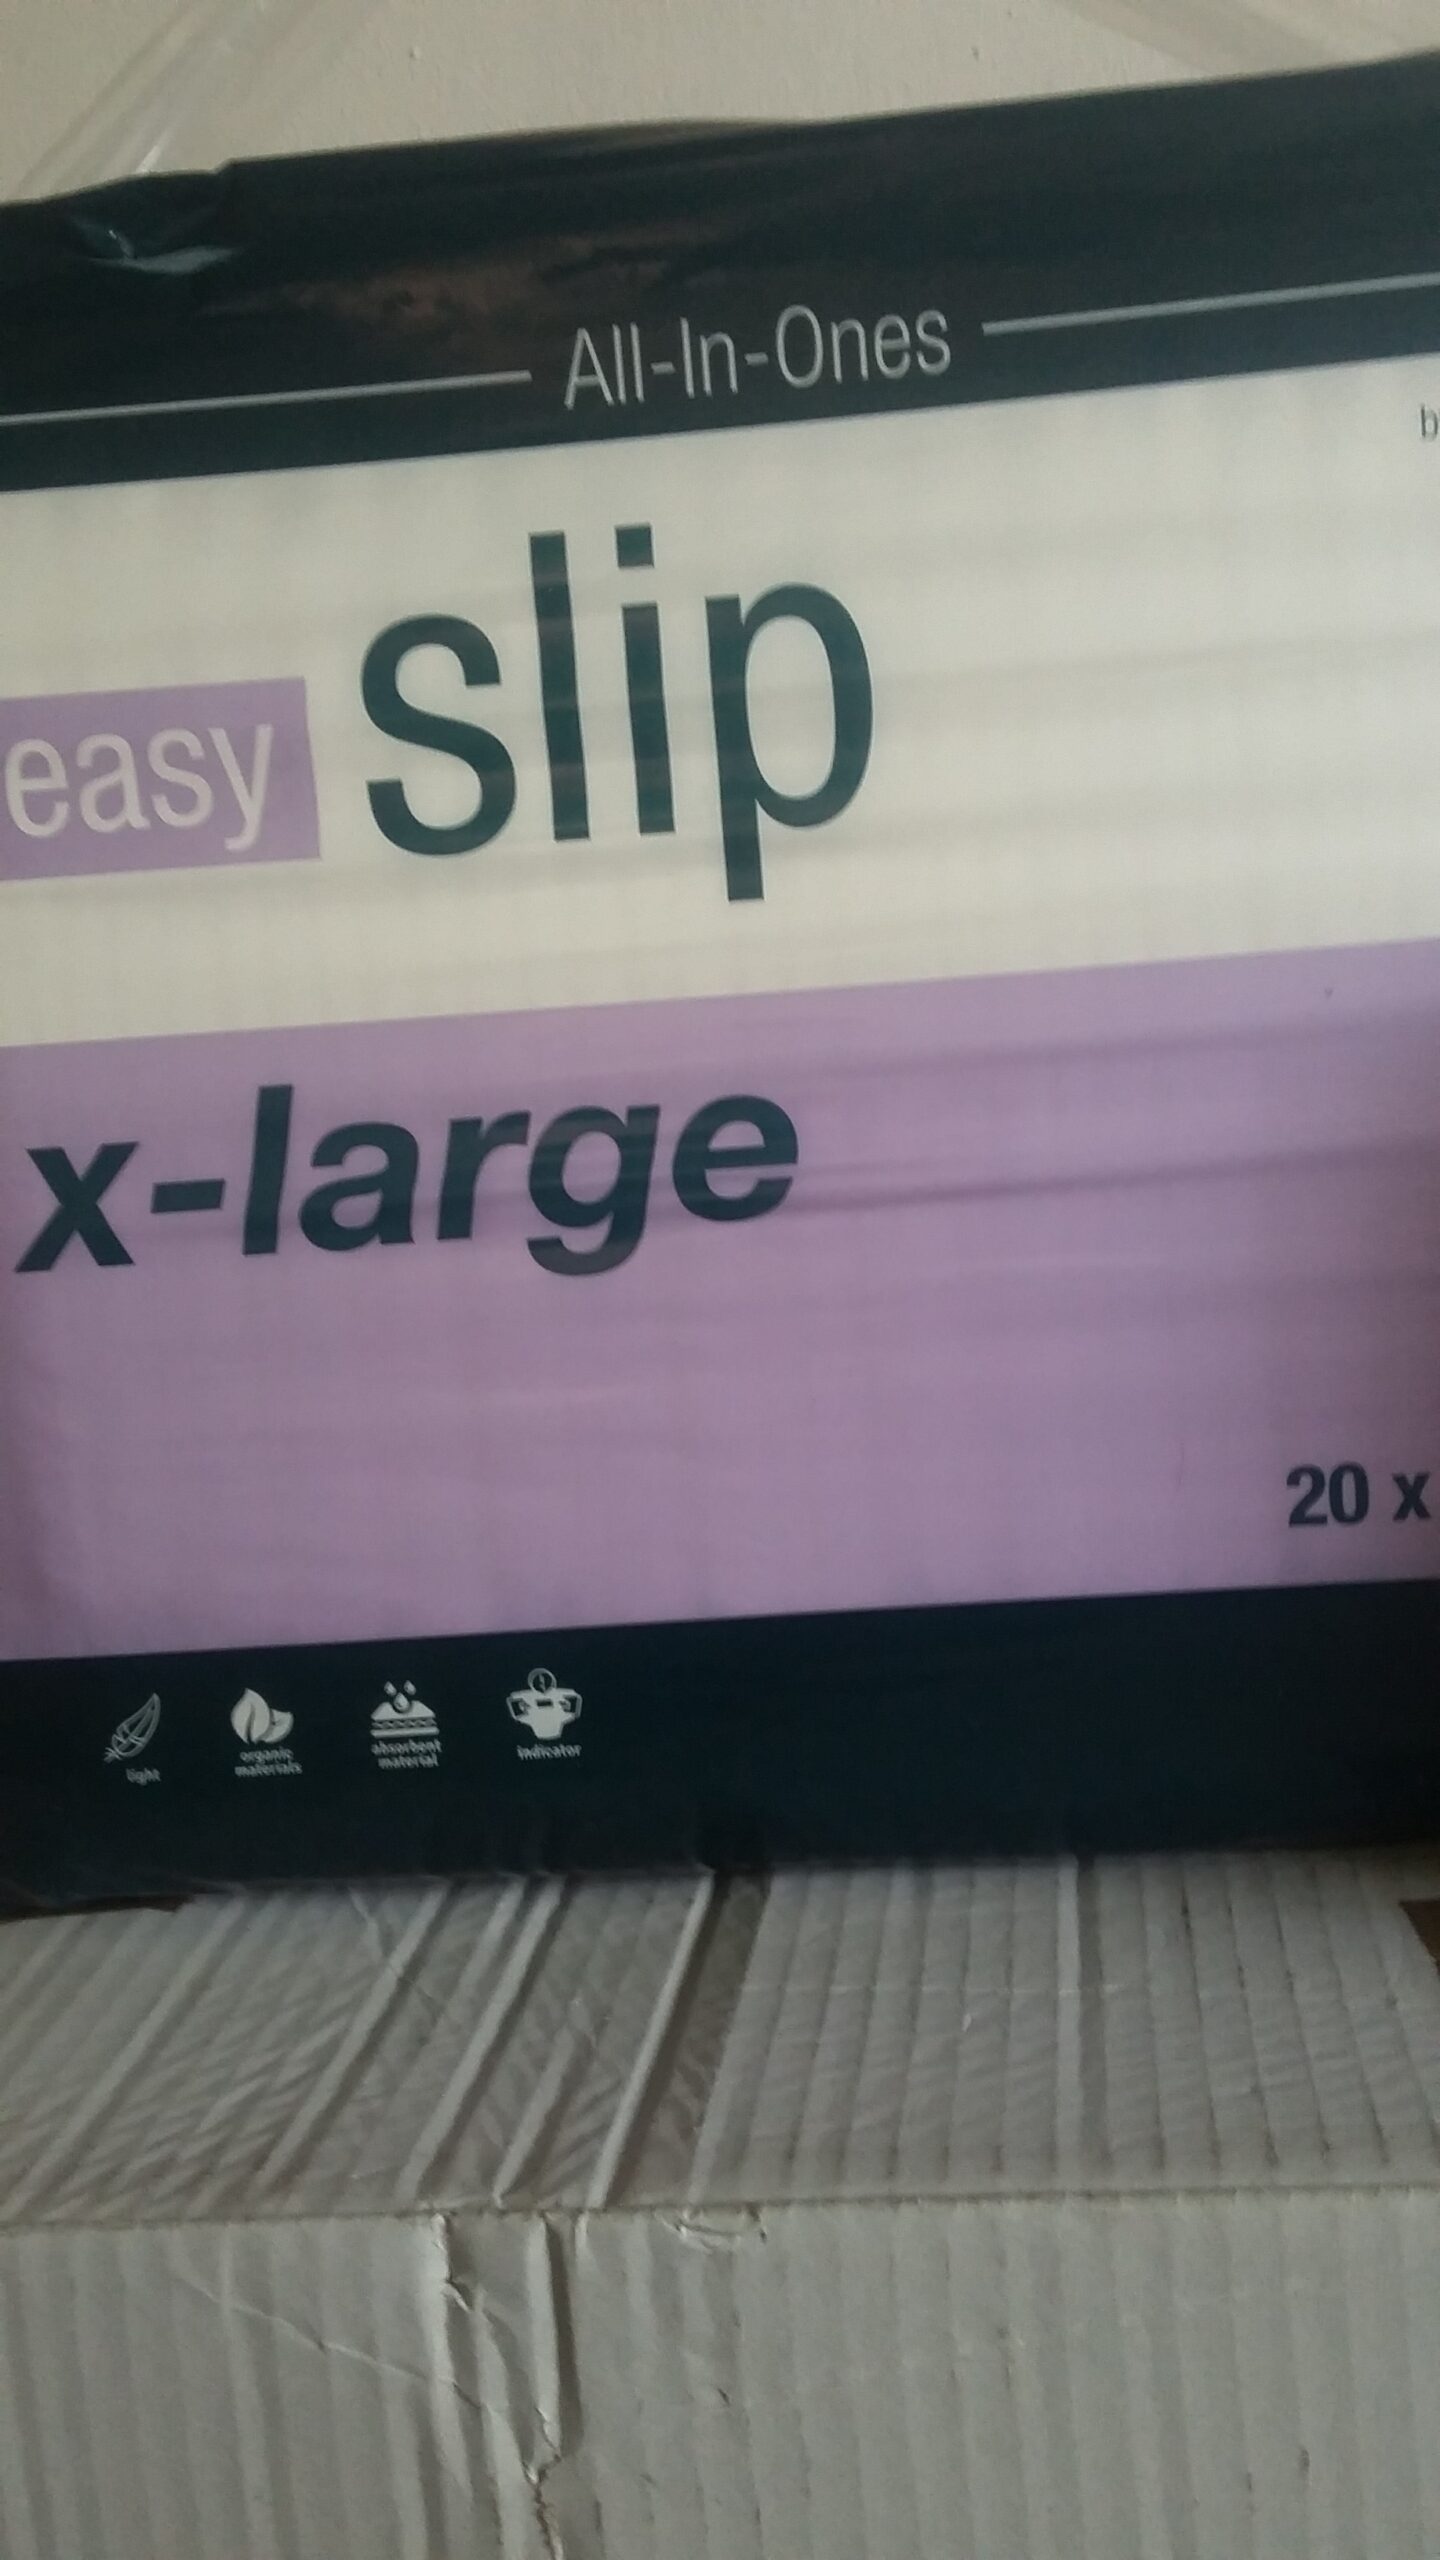 All-In-Ones
b
easy slip
x-large
20 x
light
organic
materials
absorbent
material
indicator